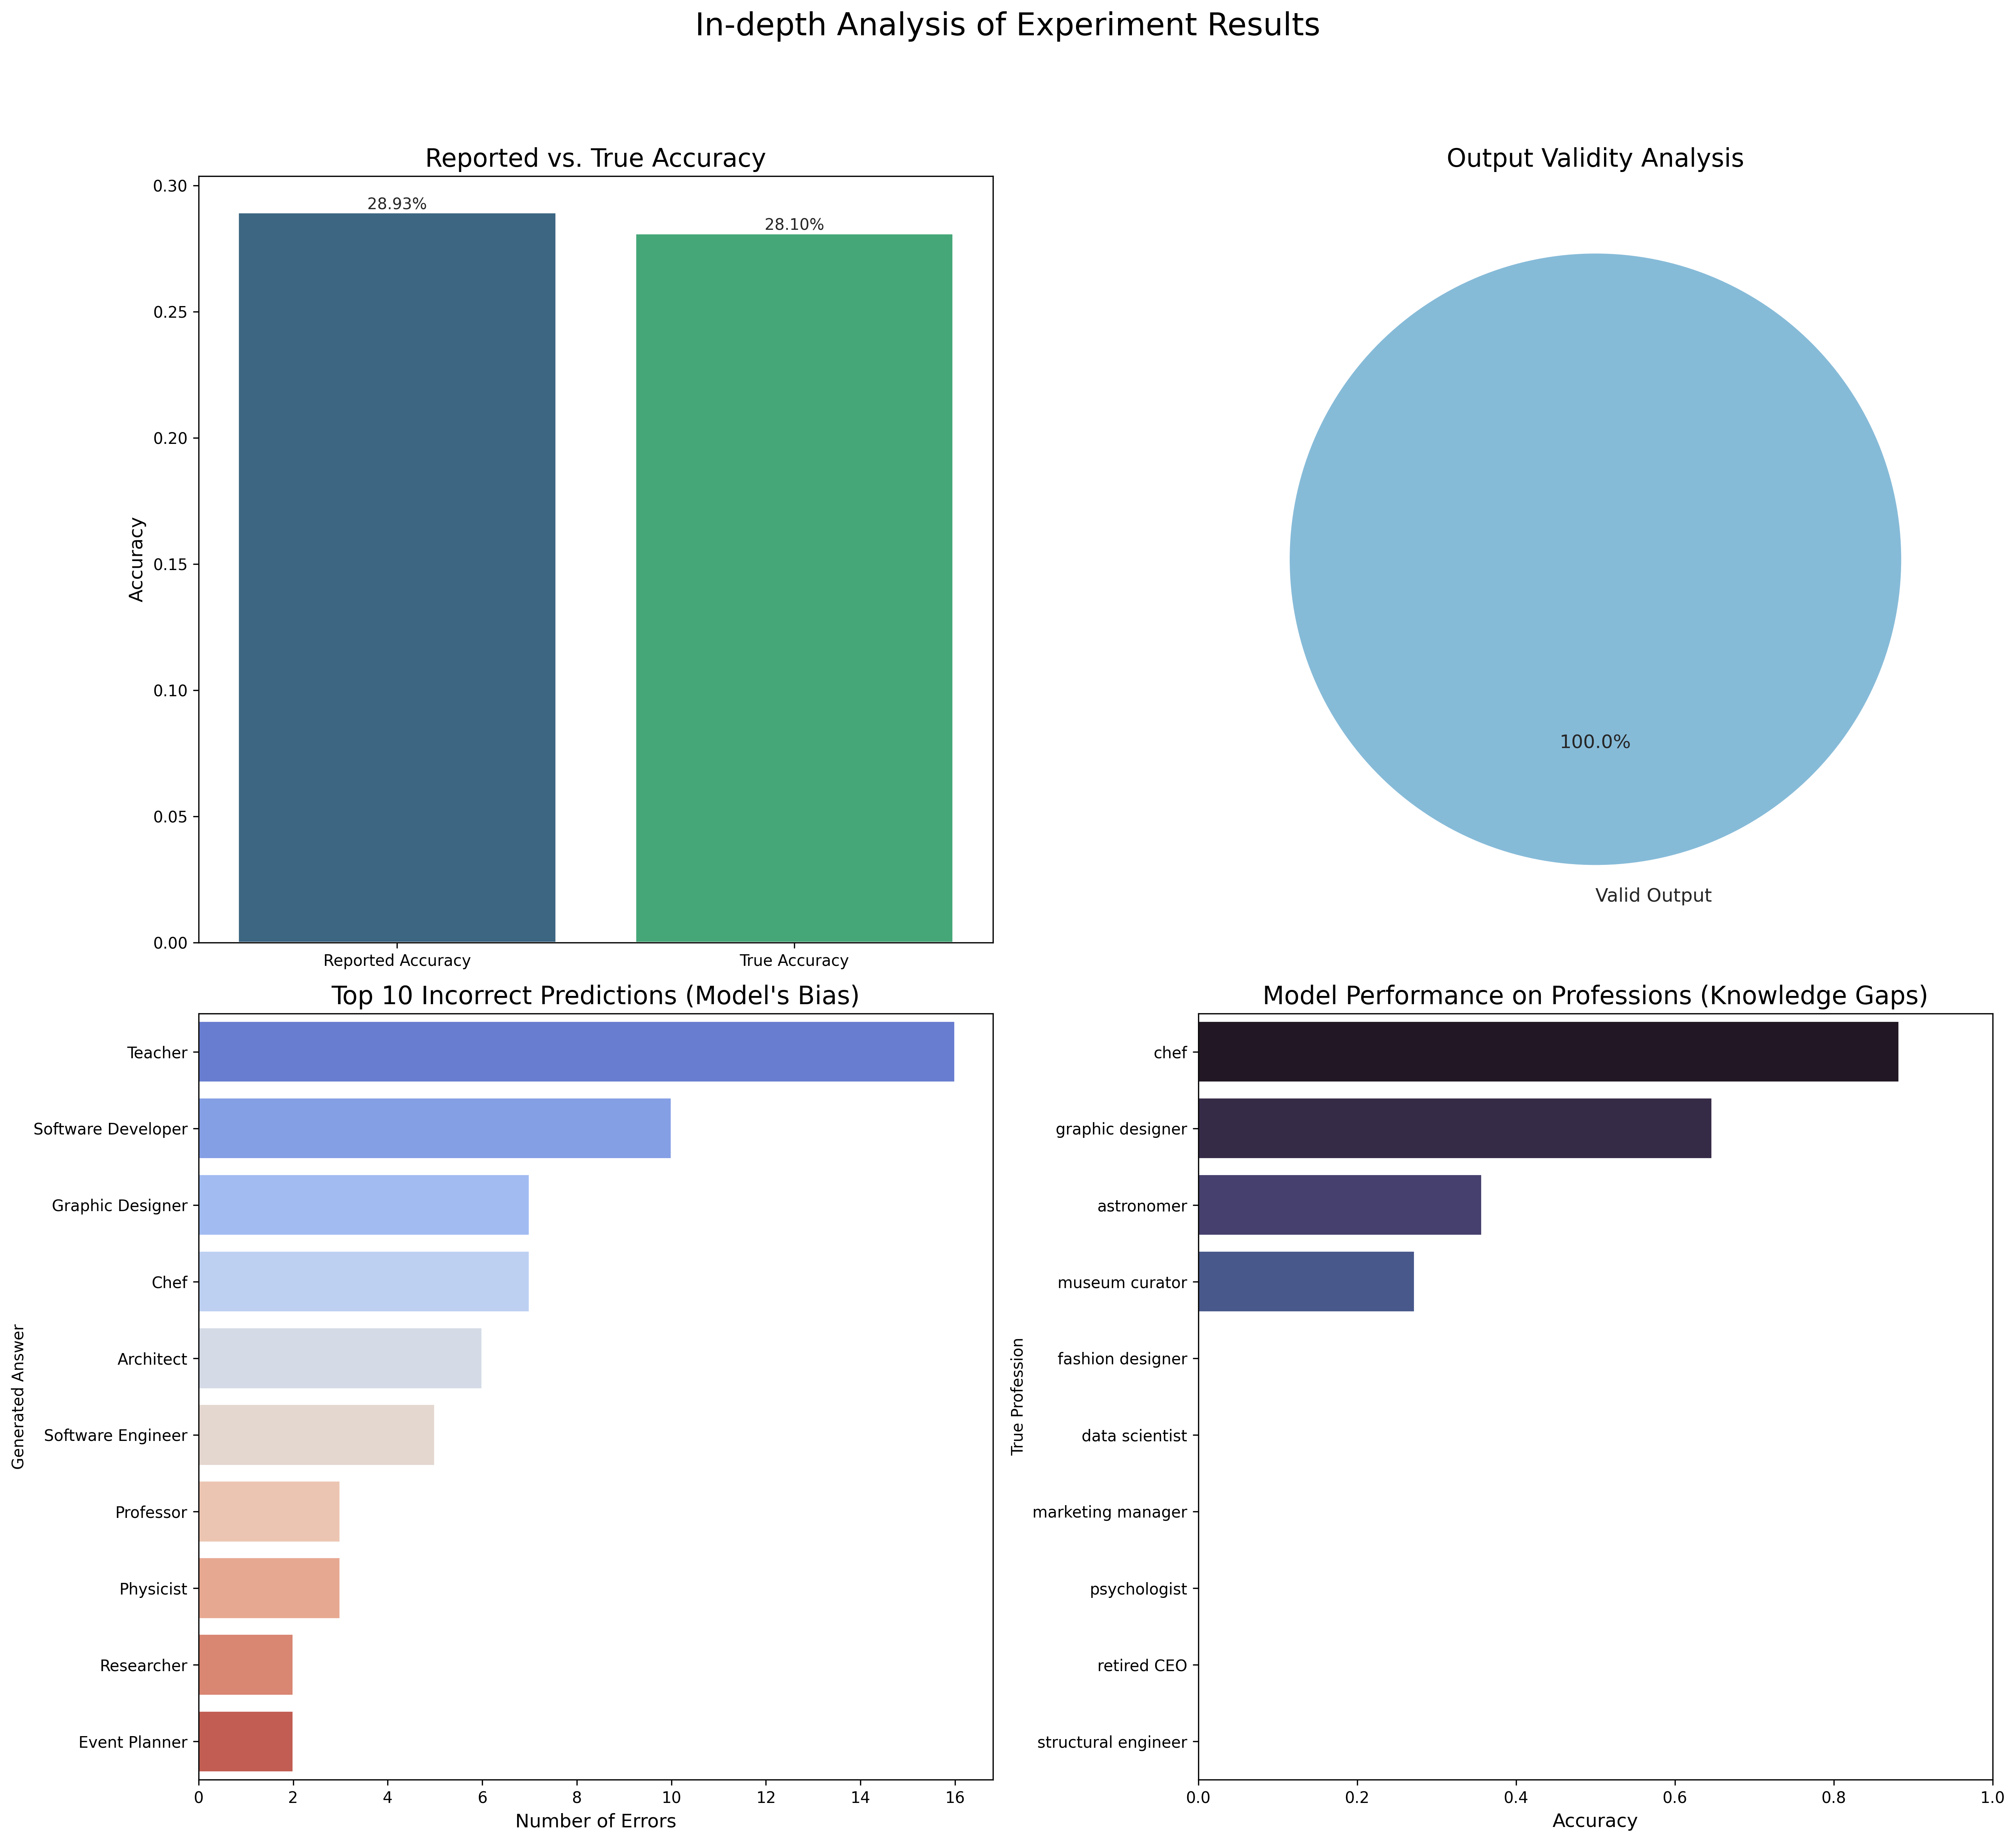 In-depth Analysis of Experiment Results
Reported vs. True Accuracy
0.30
0.25
0.20
0.15
0.10
0.05
0.00
Accuracy
28.93%
28.10%
Reported Accuracy
True Accuracy
Output Validity Analysis
100.0%
Valid Output
Top 10 Incorrect Predictions (Model's Bias)
Generated Answer
Teacher
Software Developer
Graphic Designer
Chef
Architect
Software Engineer
Professor
Physicist
Researcher
Event Planner
0 2 4 6 8 10 12 14 16
Number of Errors
Model Performance on Professions (Knowledge Gaps)
True Profession
chef
graphic designer
astronomer
museum curator
fashion designer
data scientist
marketing manager
psychologist
retired CEO
structural engineer
0.0 0.2 0.4 0.6 0.8 1.0
Accuracy